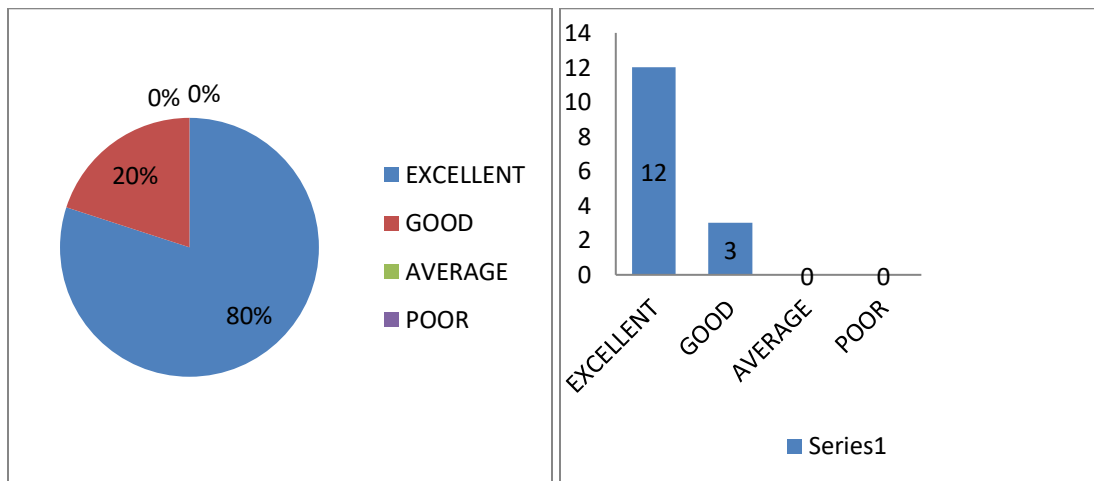 0% 0%
20%
80%
EXCELLENT
GOOD
AVERAGE
POOR
14
12
10
8
6
4
2
0
12
3
0
0
EXCELLENT
GOOD
AVERAGE
POOR
Series1